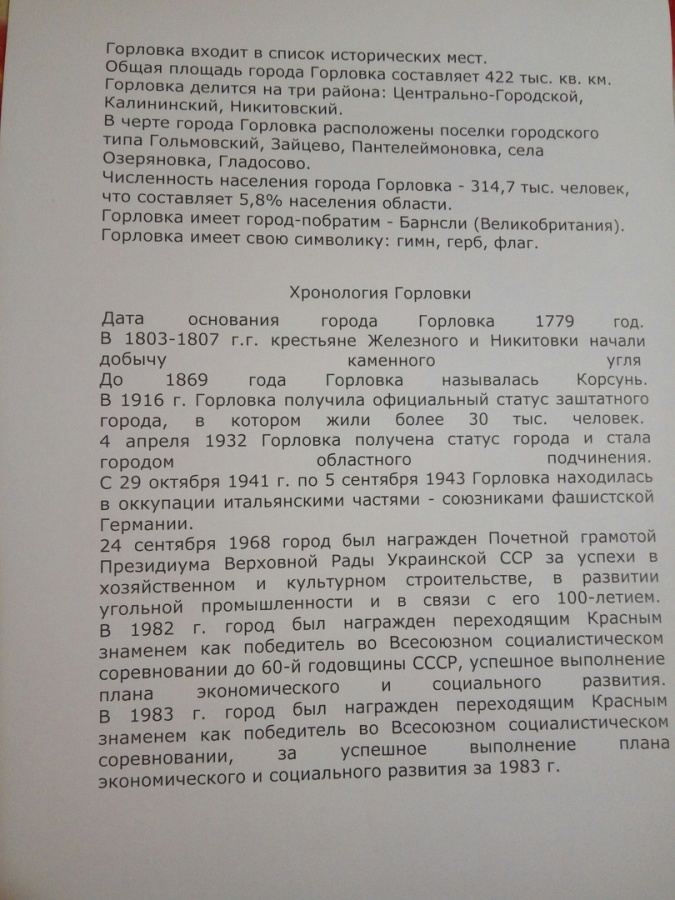 Горловка входит в список исторических мест.
Общая площадь города Горловка составляет 422 тыс. кв. км.
Горловка делится на три района: Центрально-Городской,
Калининский, Никитовский.
В черте города Горловка расположены поселки городского
типа Гольмовский, Зайцево, Пантелеймоновка, села
Озеряновка, Гладосово.
Численность населения города Горловка - 314,7 тыс. человек,
что составляет 5,8% населения области.
Горловка имеет город-побратим - Барнсли (Великобритания).
Горловка имеет свою символику: гимн, герб, флаг.
Хронология Горловки
Дата основания города Горловка 1779 год.
В 1803-1807 г.г. крестьяне Железного и Никитовки начали
добычу каменного угля
До 1869 года Горловка называлась Корсунь.
В 1916 г. Горловка получила официальный статус заштатного
города, в котором жили более 30 тыс. человек.
4 апреля 1932 Горловка получена статус города и стала
городом областного подчинения.
С 29 октября 1941 г. по 5 сентября 1943 Горловка находилась
в оккупации итальянскими частями - союзниками фашистской
Германии.
24 сентября 1968 город был награжден Почетной грамотой
Президиума Верховной Рады Украинской ССР за успехи в
хозяйственном и культурном строительстве, в развитии
угольной промышленности и в связи с его 100-летием.
В 1982 г. город был награжден переходящим Красным
знаменем как победитель во Всесоюзном социалистическом
соревновании до 60-й годовщины СССР, успешное выполнение
плана экономического и социального развития.
В 1983 г. город был награжден переходящим Красным
знаменем как победитель во Всесоюзном социалистическом
соревновании, за успешное выполнение плана
экономического и социального развития за 1983 г.